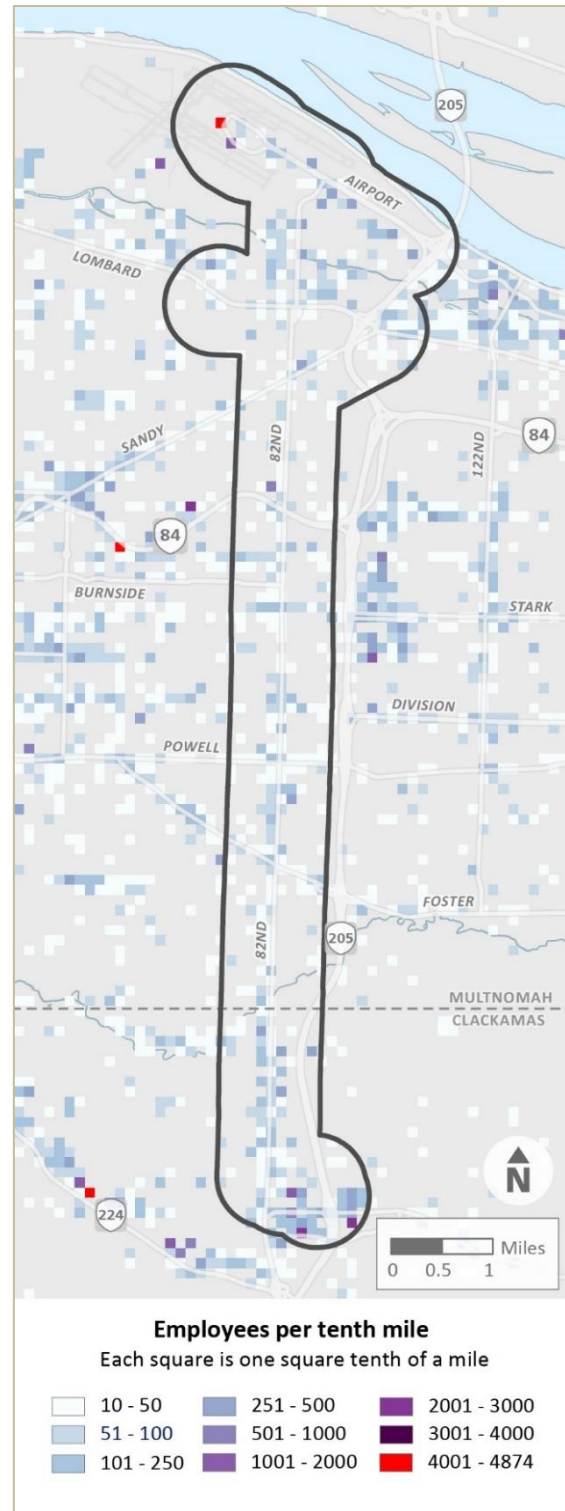 205
AIRPORT
LOMBARD
SANDY
82ND
122ND
84
84
BURNSIDE
STARK
DIVISION
POWELL
FOSTER
82ND
205
MULTNOMAH
CLACKAMAS
N
224
Miles
0 0.5 1
Employees per tenth mile
Each square is one square tenth of a mile
10 - 50 251 - 500 2001 - 3000
51 - 100 501 - 1000 3001 - 4000
101 - 250 1001 - 2000 4001 - 4874